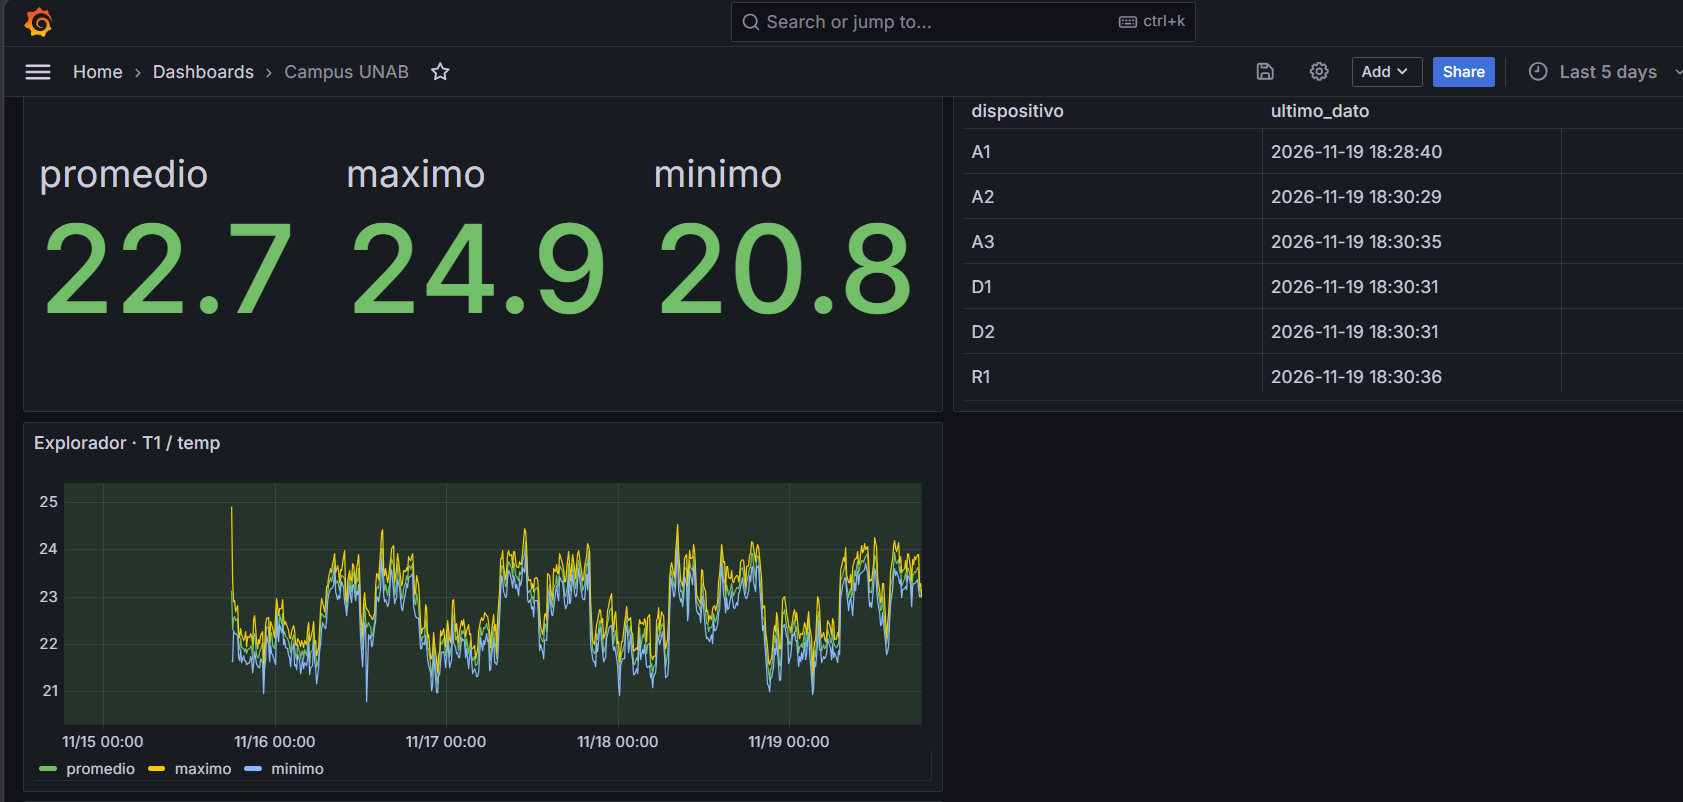 Search or jump to... ctrl+k
Home › Dashboards › Campus UNAB Add Share Last 5 days
promedio maximo minimo
22.7 24.9 20.8
dispositivo ultimo_dato
A1 2026-11-19 18:28:40
A2 2026-11-19 18:30:29
A3 2026-11-19 18:30:35
D1 2026-11-19 18:30:31
D2 2026-11-19 18:30:31
R1 2026-11-19 18:30:36
Explorador · T1 / temp
25
24
23
22
21
11/15 00:00 11/16 00:00 11/17 00:00 11/18 00:00 11/19 00:00
promedio maximo minimo